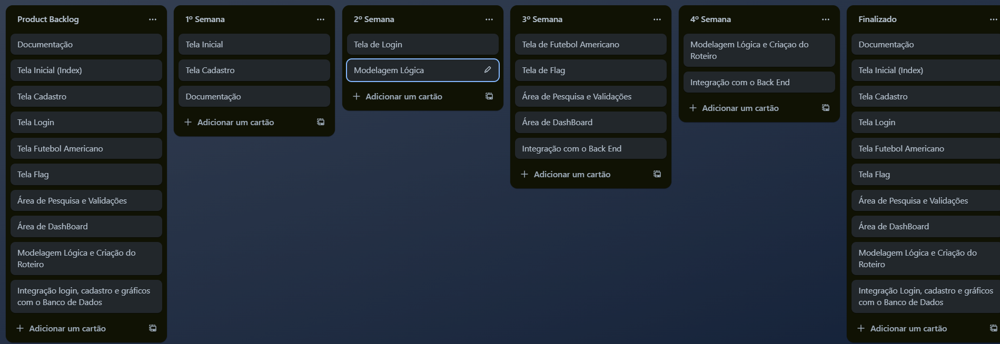 Product Backlog
Documentação
Tela Inicial (Index)
Tela Cadastro
Tela Login
Tela Futebol Americano
Tela Flag
Área de Pesquisa e Validações
Área de DashBoard
Modelagem Lógica e Criação do
Roteiro
Integração login, cadastro e gráficos
com o Banco de Dados
Adicionar um cartão
1º Semana
Tela Inicial
Tela Cadastro
Documentação
Adicionar um cartão
2º Semana
Tela de Login
Modelagem Lógica
Adicionar um cartão
3º Semana
Tela de Futebol Americano
Tela de Flag
Área de Pesquisa e Validações
Área de DashBoard
Integração com o Back End
Adicionar um cartão
4º Semana
Modelagem Lógica e Criaçao do
Roteiro
Integração com o Back End
Adicionar um cartão
Finalizado
Documentação
Tela Inicial (Index)
Tela Cadastro
Tela Login
Tela Futebol Americano
Tela Flag
Área de Pesquisa e Validações
Área de DashBoard
Modelagem Lógica e Criação do
Roteiro
Integração Login, cadastro e gráficos
com o Banco de Dados
Adicionar um cartão